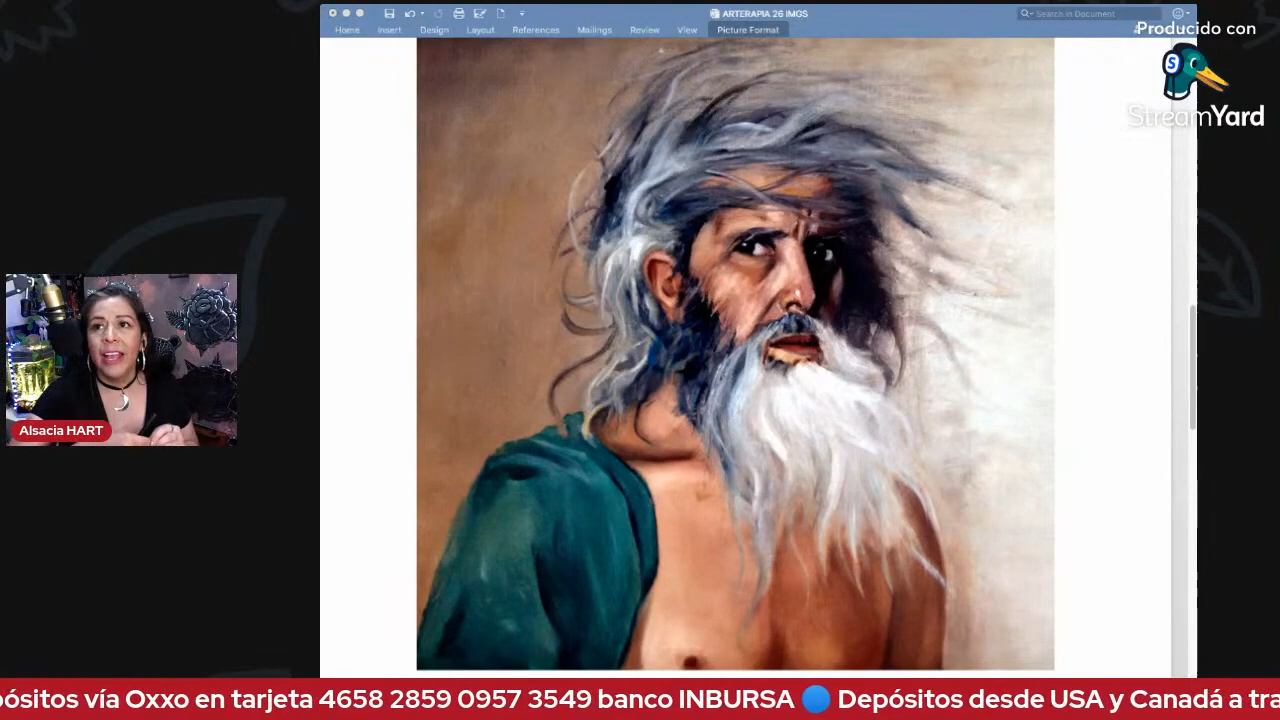 ARTERAPIA 26 IMGS
Search in Document
Home Insert Design Layout References Mailings Review View Picture Format
Producido con
StreamYard
Alsacia HART
pósitos vía Oxxo en tarjeta 4658 2859 0957 3549 banco INBURSA 🔵 Depósitos desde USA y Canadá a tra